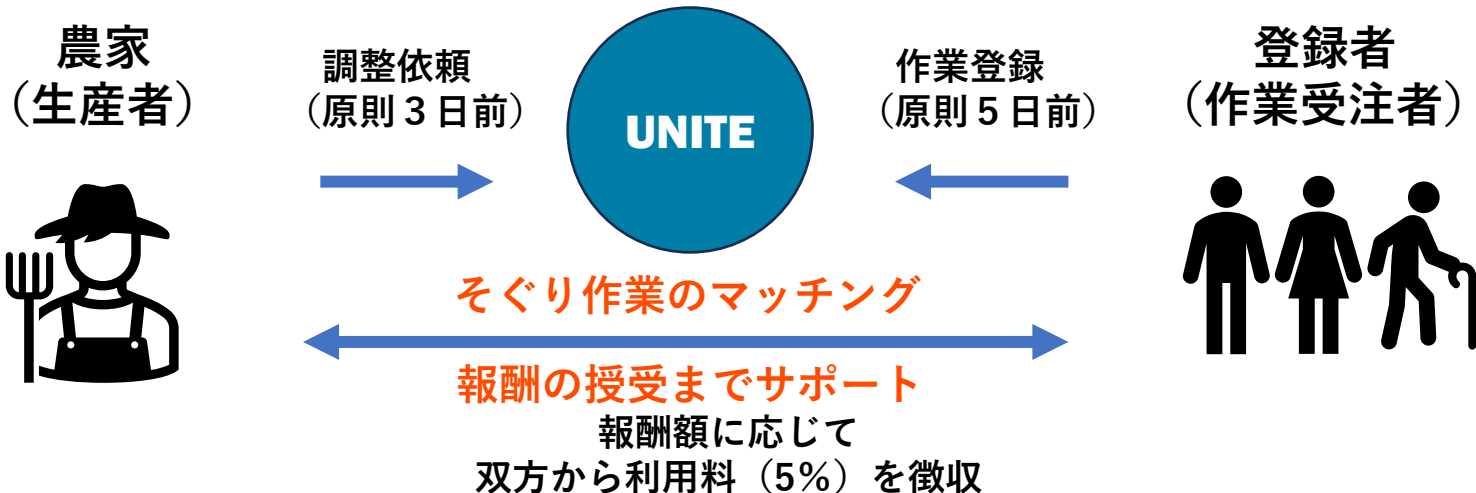 農家
（生産者）
調整依頼
（原則３日前）
UNITE
作業登録
（原則５日前）
登録者
（作業受注者）
そぐり作業のマッチング
報酬の授受までサポート
報酬額に応じて
双方から利用料（5%）を徴収